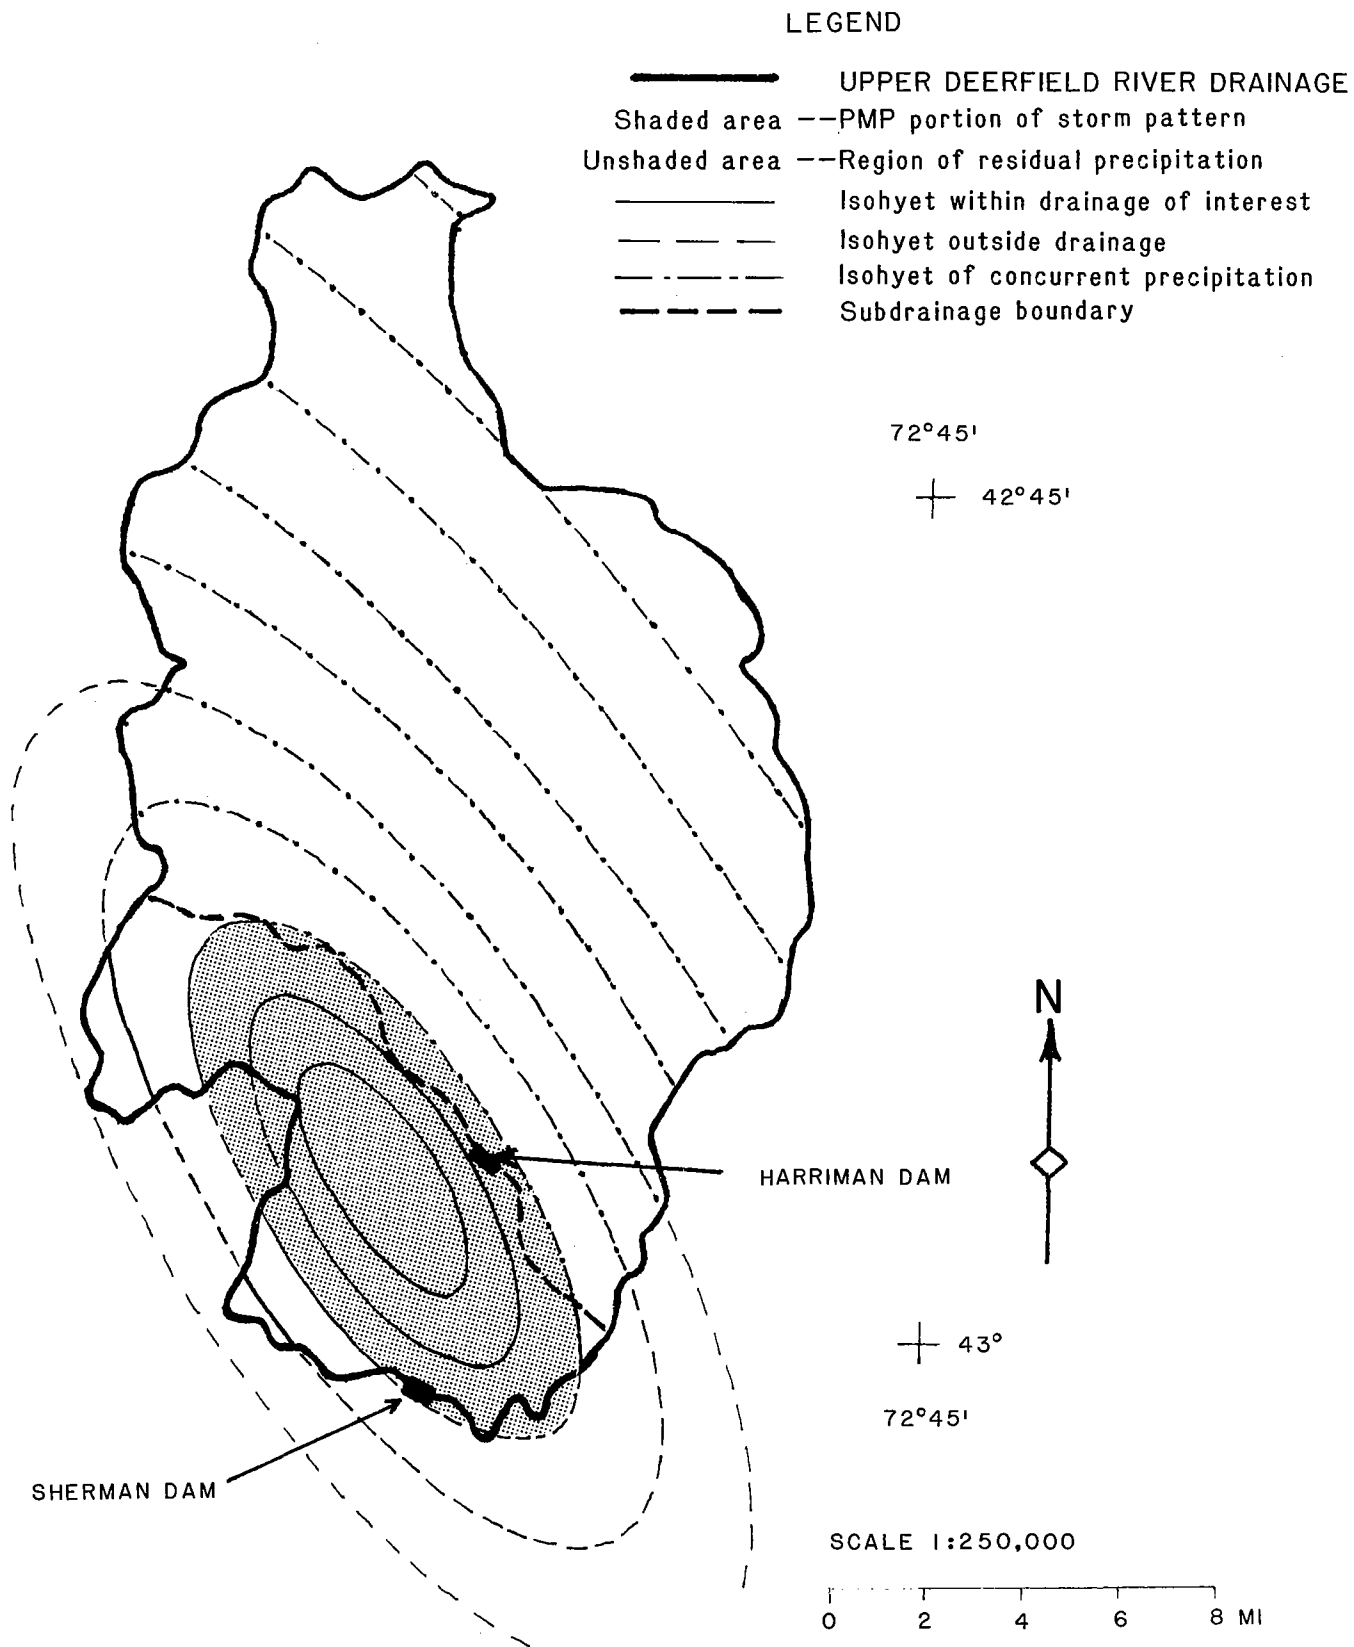 LEGEND
UPPER DEERFIELD RIVER DRAINAGE
Shaded area -- PMP portion of storm pattern
Unshaded area -- Region of residual precipitation
Isohyet within drainage of interest
Isohyet outside drainage
Isohyet of concurrent precipitation
Subdrainage boundary
72°45'
42°45'
N
HARRIMAN DAM
43°
72°45'
SHERMAN DAM
SCALE 1:250,000
0 2 4 6 8 MI